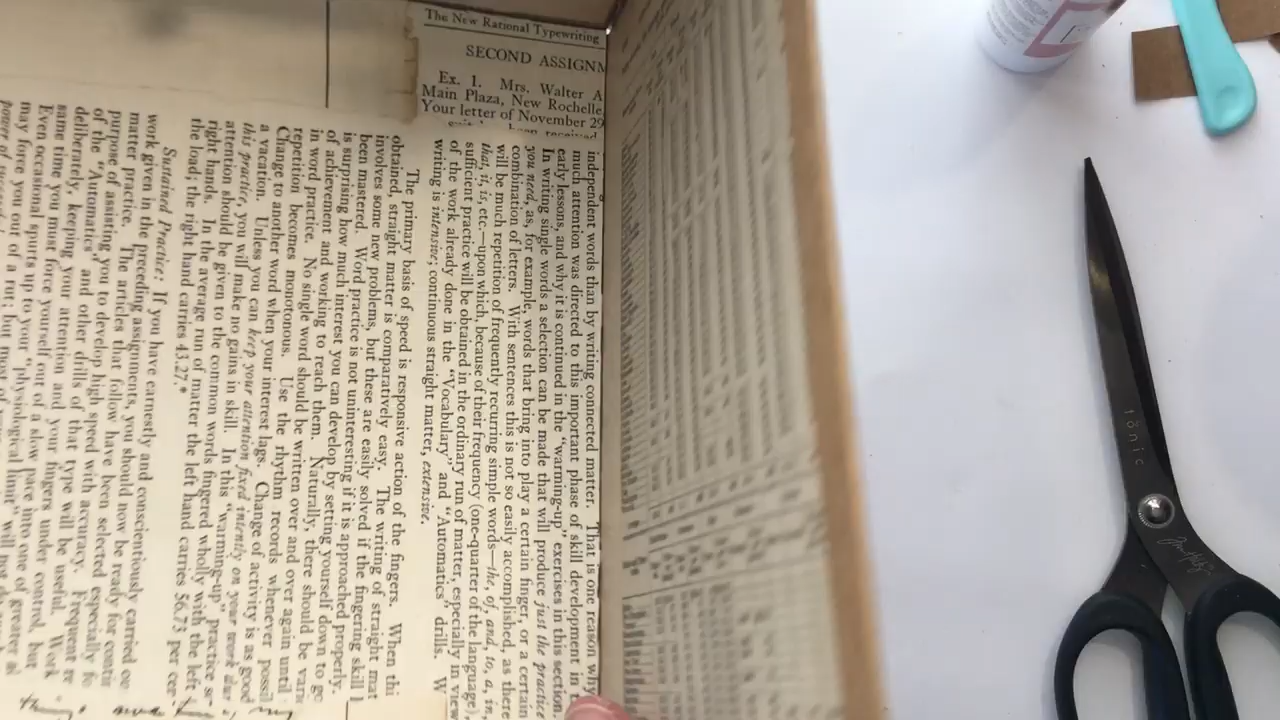 The New Rational Typewriting
SECOND ASSIGNM
Ex. 1. Mrs. Walter A
Main Plaza, New Rochelle,
Your letter of November 29
been received
independent words than by writing connected matter. That is one reason why
much attention was directed to this important phase of skill development in t
early lessons, and why it is continued in the "warming-up" exercises in this section.
In writing single words a selection can be made that will produce just the practice
you need, as, for example, words that bring into play a certain finger, or a certain
combination of letters. With sentences this is not so easily accomplished, as there
will be much repetition of frequently recurring simple words—the, of, and, to, a, in,
that, it, is, etc.—upon which, because of their frequency (one-quarter of the language),
sufficient practice will be obtained in the ordinary run of matter, especially in view
of the work already done in the "Vocabulary" and "Automatics" drills. W
writing is intensive; continuous straight matter, extensive.
The primary basis of speed is responsive action of the fingers. When thi
obtained, straight matter is comparatively easy. The writing of straight mat
involves some new problems, but these are easily solved if the fingering skill
been mastered. Word practice is not uninteresting if it is approached properly.
is surprising how much interest you can develop by setting yourself down to go
of achievement and working to reach them. Naturally, there should be varie
in word practice. No single word should be written over and over again until
repetition becomes monotonous. Use the rhythm records whenever possil
Change to another word when your interest lags. Change of activity is as good
a vacation. Unless you can keep your attention fixed intently on your work du
this practice, you will make no gains in skill. In this "warming-up" practice s
attention should be given to the common words fingered wholly with the left
right hands. In the average run of matter the left hand carries 56.73 per cer
the load; the right hand carries 43.27.*
Sustained Practice: If you have earnestly and conscientiously carried ou
work given in the preceding assignments, you should now be ready for contin
matter practice. The articles that follow have been selected especially fo
purpose of assisting you to develop high speed with accuracy. Frequent re
of the "Automatics" and other drills of that type will be useful. Work
deliberately, keeping your attention and your fingers under control, but
same time you must force yourself out of a slow pace into one of greater
Even occasional spurts up to your "physiological limit" will not
may force you out of a rut; but most of your
power of
tonic